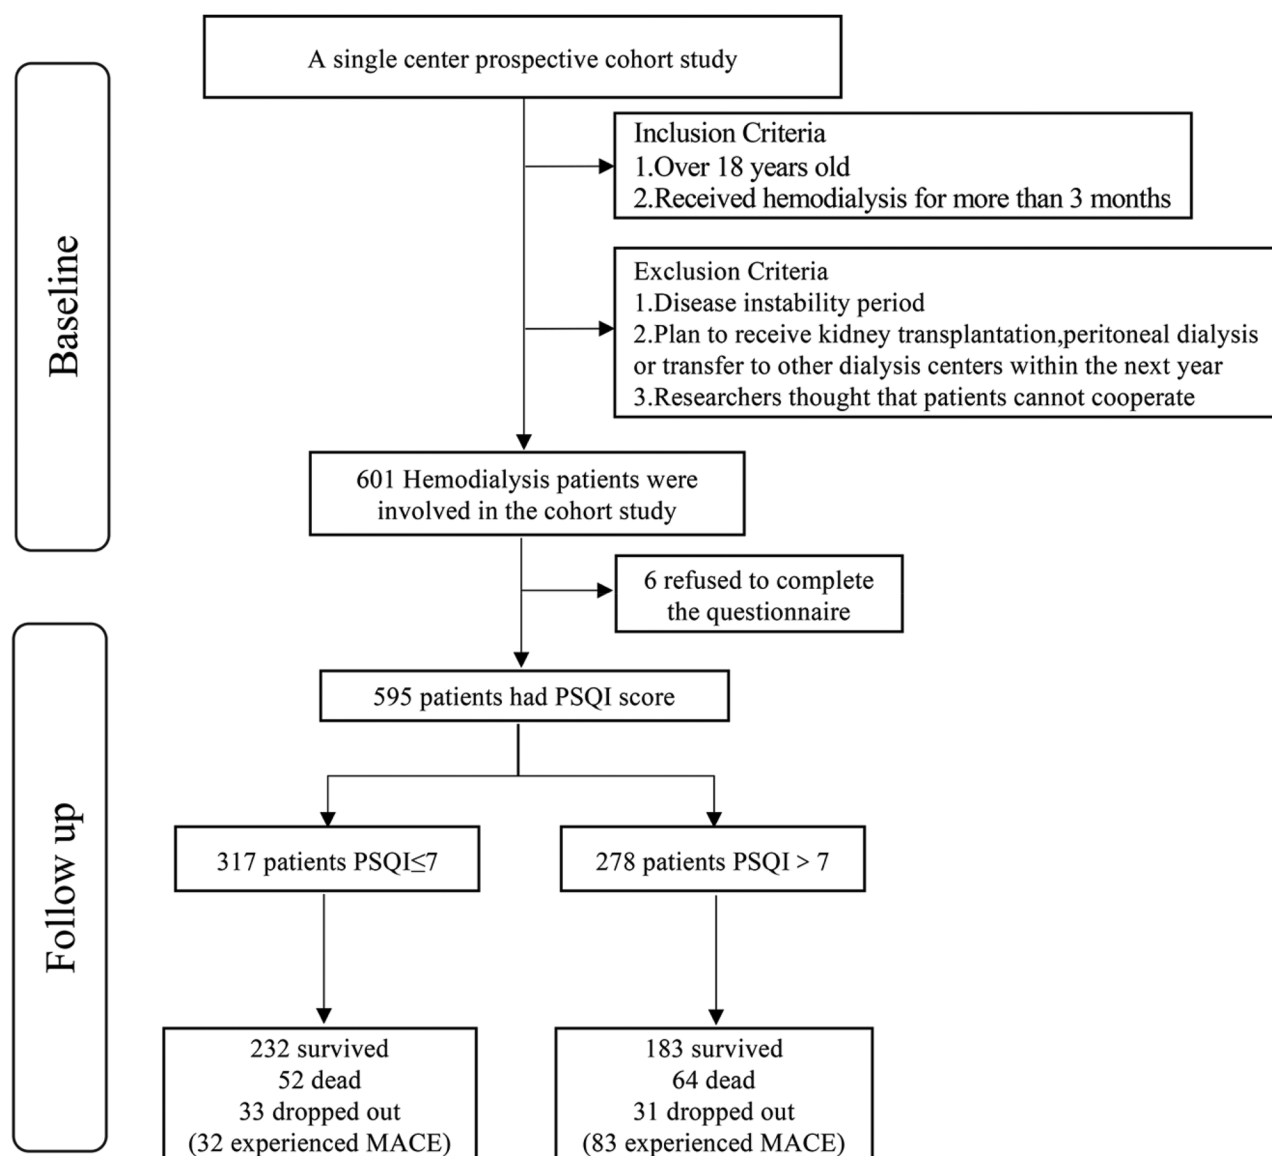 Baseline
A single center prospective cohort study
Inclusion Criteria
1.Over 18 years old
2.Received hemodialysis for more than 3 months
Exclusion Criteria
1.Disease instability period
2.Plan to receive kidney transplantation,peritoneal dialysis
or transfer to other dialysis centers within the next year
3.Researchers thought that patients cannot cooperate
601 Hemodialysis patients were
involved in the cohort study
6 refused to complete
the questionnaire
Follow up
595 patients had PSQI score
317 patients PSQI≤7
278 patients PSQI > 7
232 survived
52 dead
33 dropped out
(32 experienced MACE)
183 survived
64 dead
31 dropped out
(83 experienced MACE)